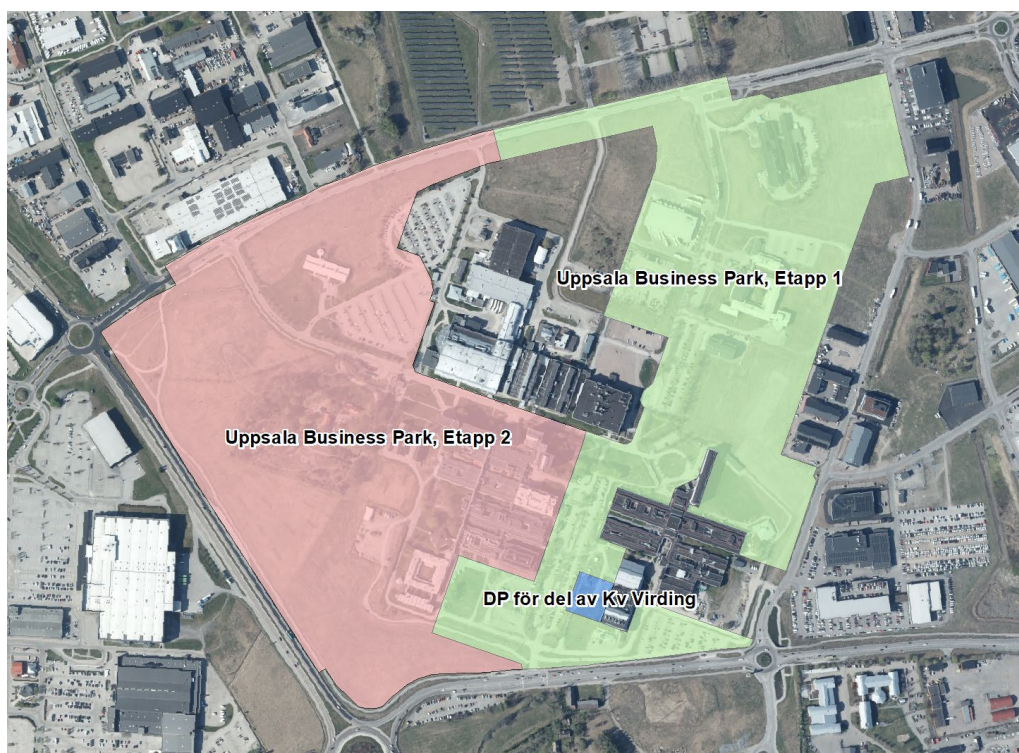 Uppsala Business Park, Etapp 1
Uppsala Business Park, Etapp 2
DP för del av Kv Virding